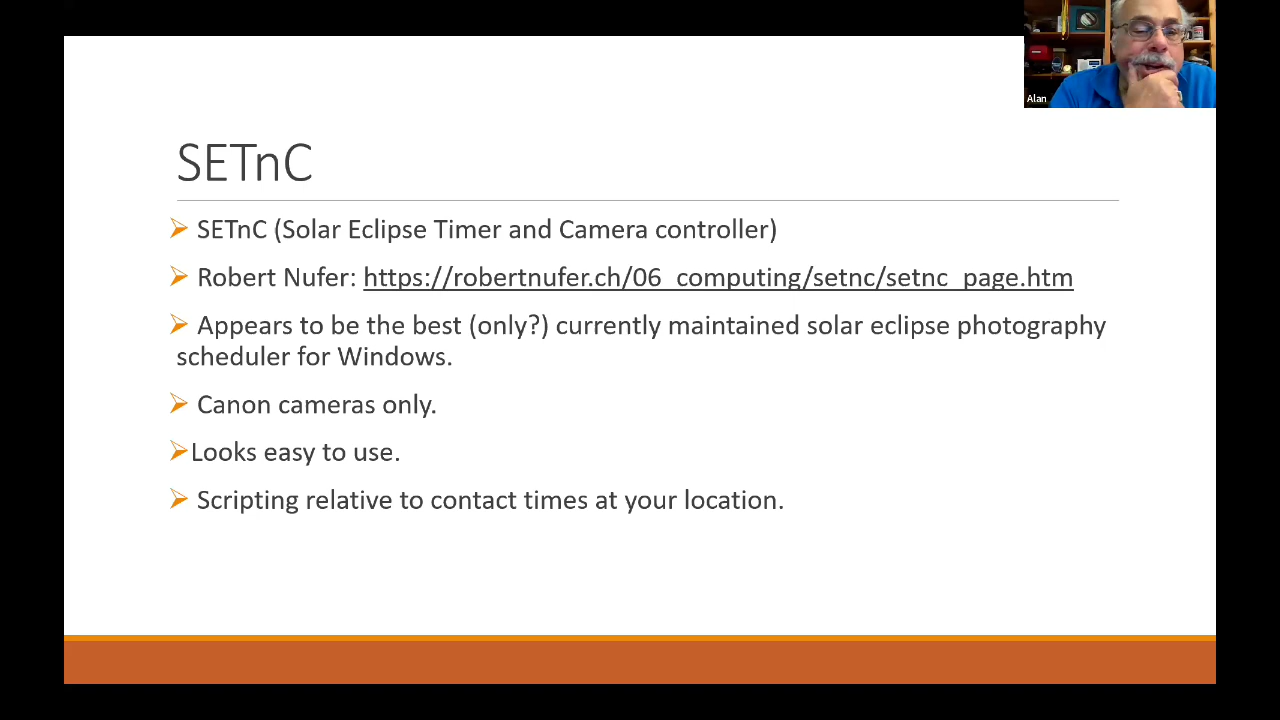 Alan
SETnC
SETnC (Solar Eclipse Timer and Camera controller)
Robert Nufer: https://robertnufer.ch/06_computing/setnc/setnc_page.htm
Appears to be the best (only?) currently maintained solar eclipse photography
scheduler for Windows.
Canon cameras only.
Looks easy to use.
Scripting relative to contact times at your location.